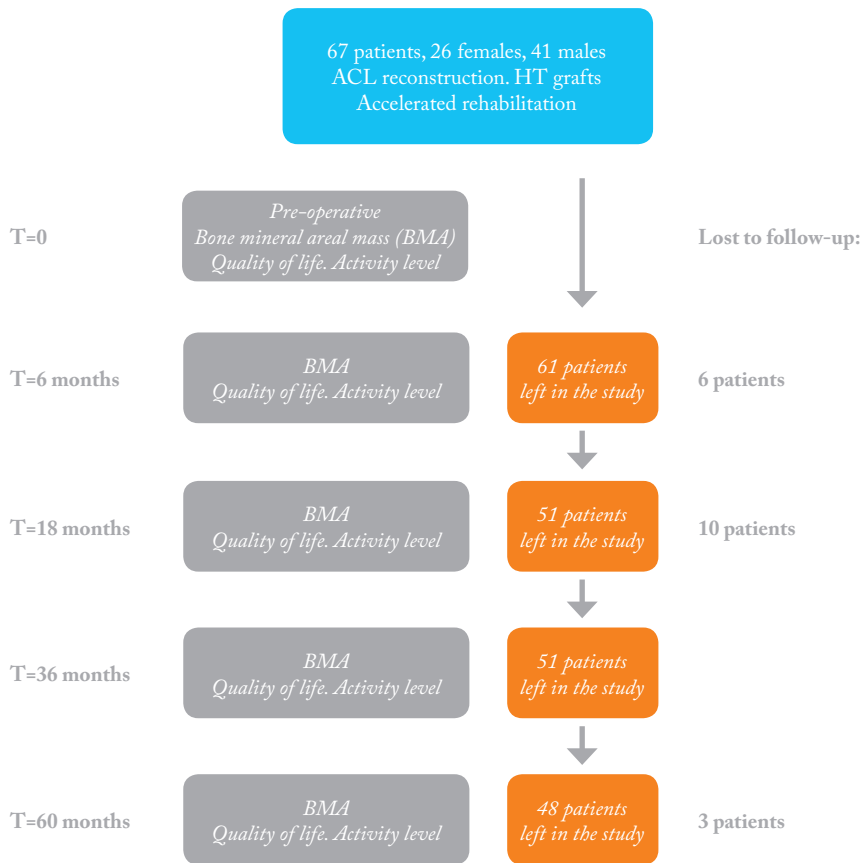 67 patients, 26 females, 41 males
ACL reconstruction. HT grafts
Accelerated rehabilitation
T=0
Pre-operative
Bone mineral areal mass (BMA)
Quality of life. Activity level
Lost to follow-up:
T=6 months
BMA
Quality of life. Activity level
61 patients
left in the study
6 patients
T=18 months
BMA
Quality of life. Activity level
51 patients
left in the study
10 patients
T=36 months
BMA
Quality of life. Activity level
51 patients
left in the study
T=60 months
BMA
Quality of life. Activity level
48 patients
left in the study
3 patients